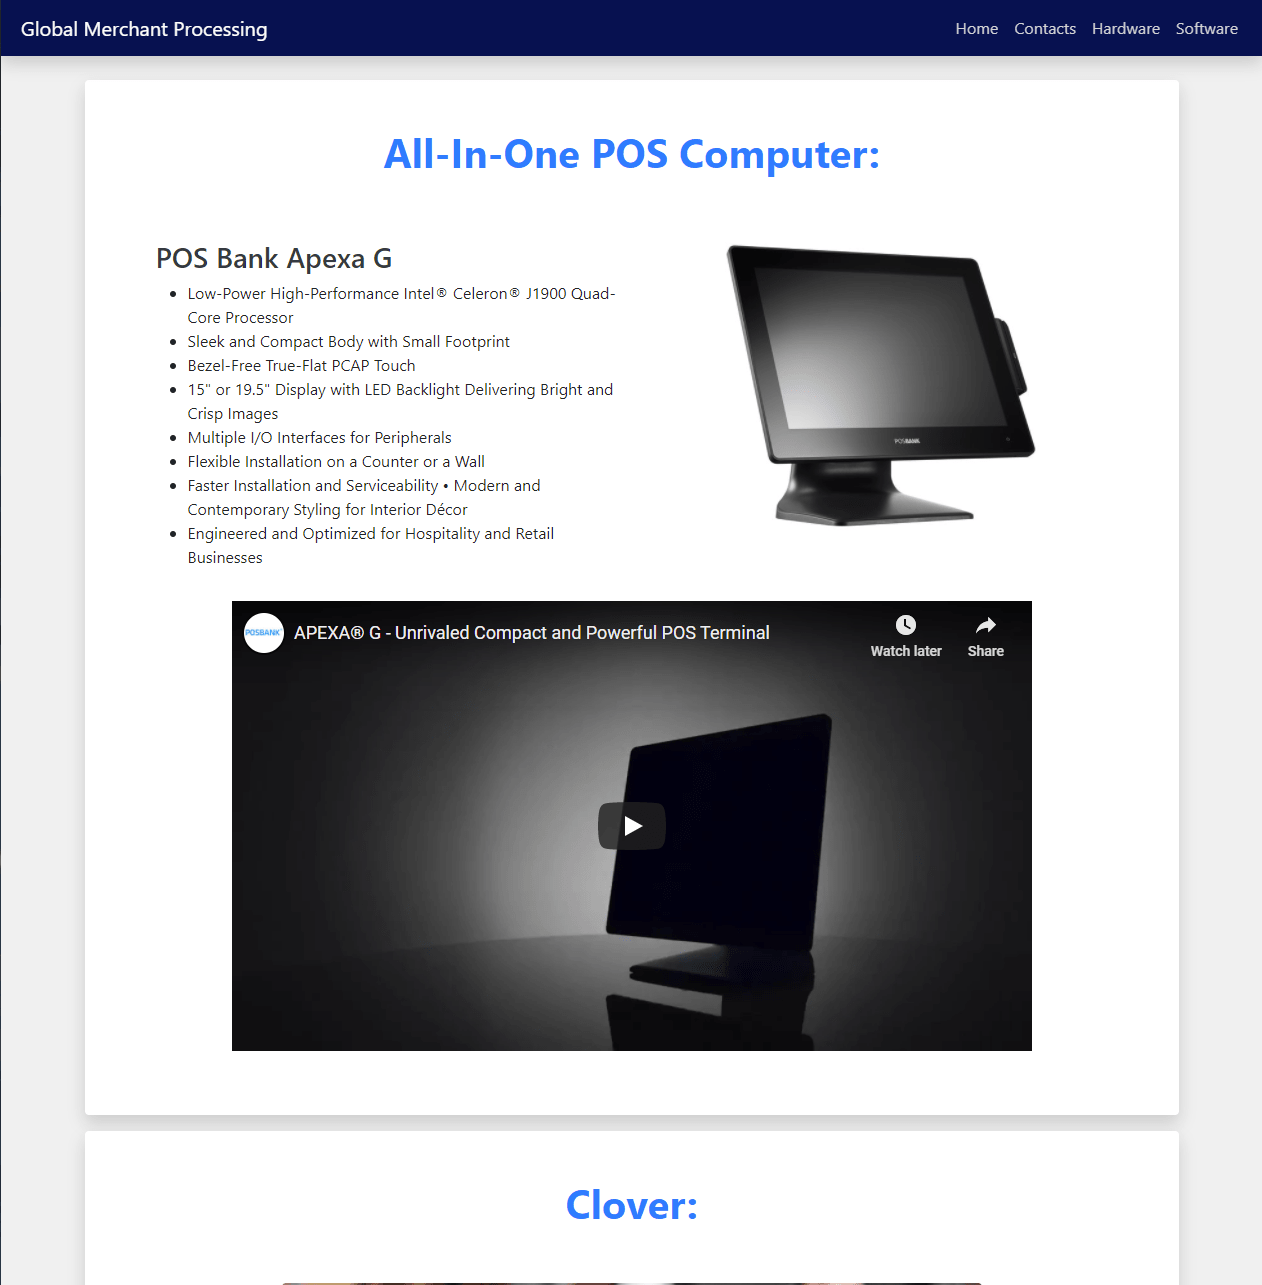 Global Merchant Processing
Home Contacts Hardware Software
All-In-One POS Computer:
POS Bank Apexa G
• Low-Power High-Performance Intel® Celeron® J1900 Quad-
Core Processor
• Sleek and Compact Body with Small Footprint
• Bezel-Free True-Flat PCAP Touch
• 15" or 19.5" Display with LED Backlight Delivering Bright and
Crisp Images
• Multiple I/O Interfaces for Peripherals
• Flexible Installation on a Counter or a Wall
• Faster Installation and Serviceability • Modern and
Contemporary Styling for Interior Décor
• Engineered and Optimized for Hospitality and Retail
Businesses
POSBANK
POSBANK
APEXA® G - Unrivaled Compact and Powerful POS Terminal
Watch later
Share
Clover: